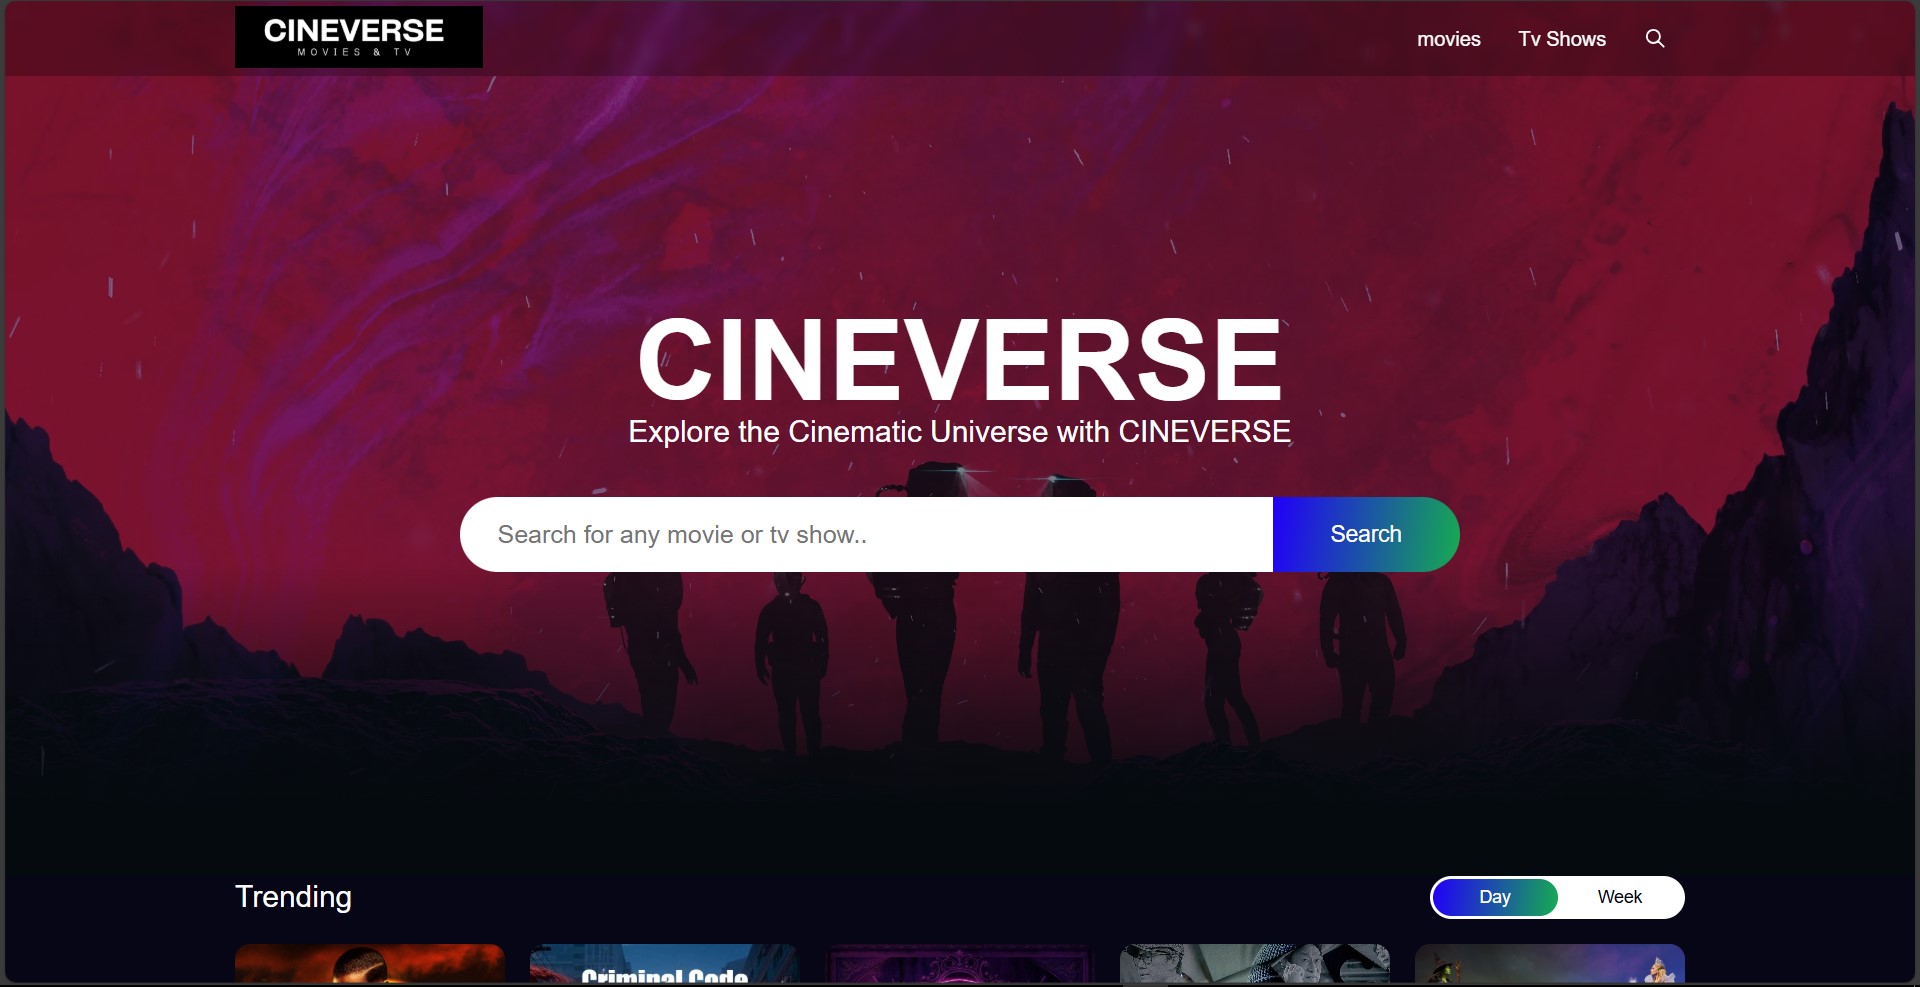 CINEVERSE
MOVIES & TV
movies
Tv Shows
CINEVERSE
Explore the Cinematic Universe with CINEVERSE
Search for any movie or tv show..
Search
Trending
Day
Week
Criminal Code